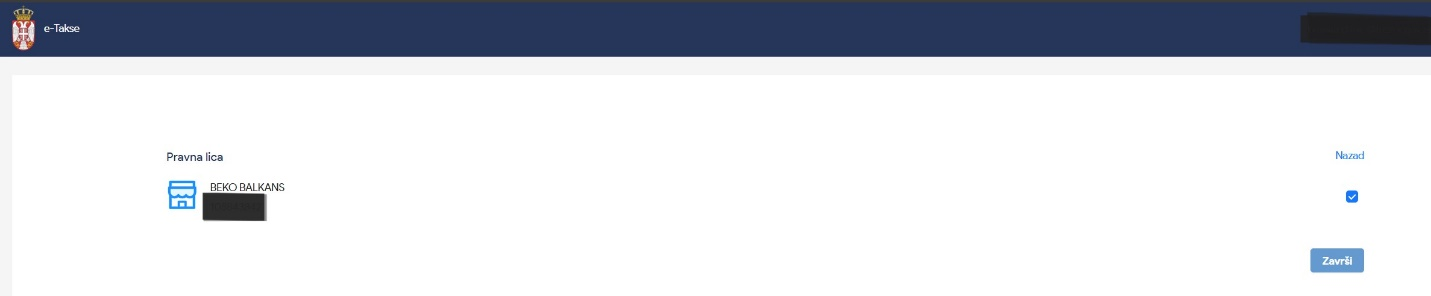 e-Takse
Pravna lica
Nazad
BEKO BALKANS
Završi